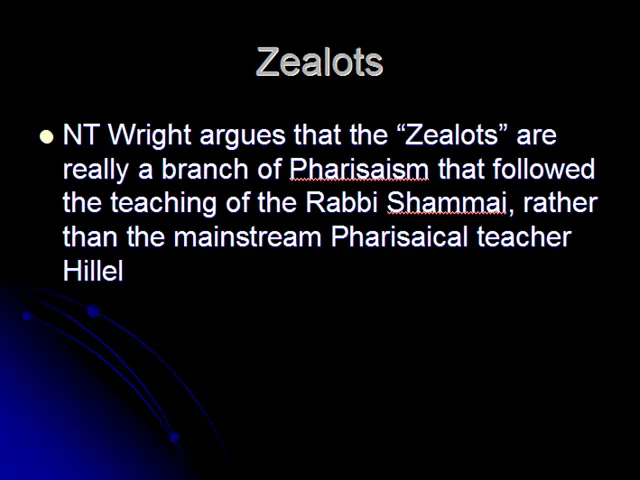 Zealots
NT Wright argues that the “Zealots” are
really a branch of Pharisaism that followed
the teaching of the Rabbi Shammai, rather
than the mainstream Pharisaical teacher
Hillel